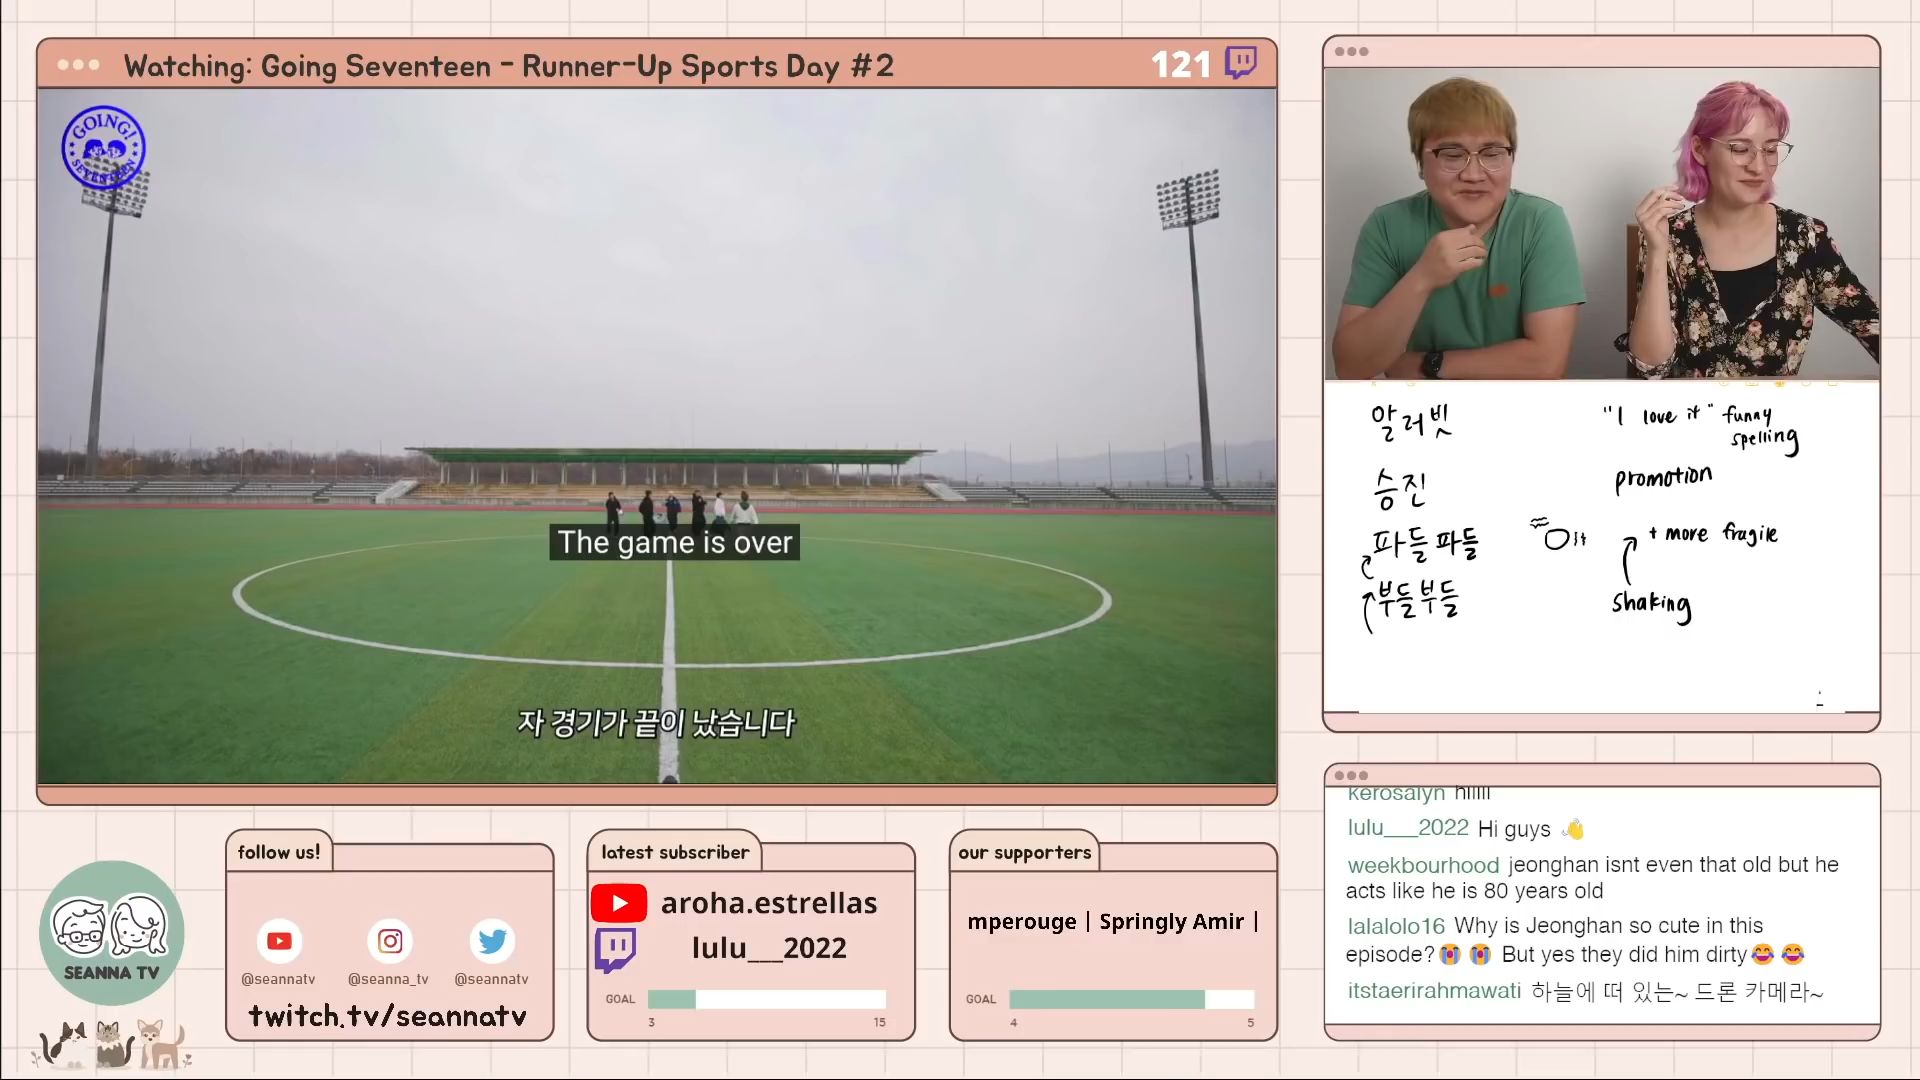 Watching: Going Seventeen - Runner-Up Sports Day #2
121
GOING!
SEVENTEEN
The game is over
자 경기가 끝이 났습니다
알러빗
"I love it" funny
spelling
승진
promotion
파들파들
+ more fragile
부들부들
shaking
kerosalyn hiiiii
lulu___2022 Hi guys 👋
weekbourhood jeonghan isnt even that old but he
acts like he is 80 years old
lalalolo16 Why is Jeonghan so cute in this
episode?😭 😭 But yes they did him dirty😂 😂
itstaerirahmawati 하늘에 떠 있는~ 드론 카메라~
SEANNA TV
follow us!
@seannatv
@seanna_tv
@seannatv
twitch.tv/seannatv
latest subscriber
aroha.estrellas
lulu___2022
GOAL
3
15
our supporters
mperouge | Springly Amir |
GOAL
4
5